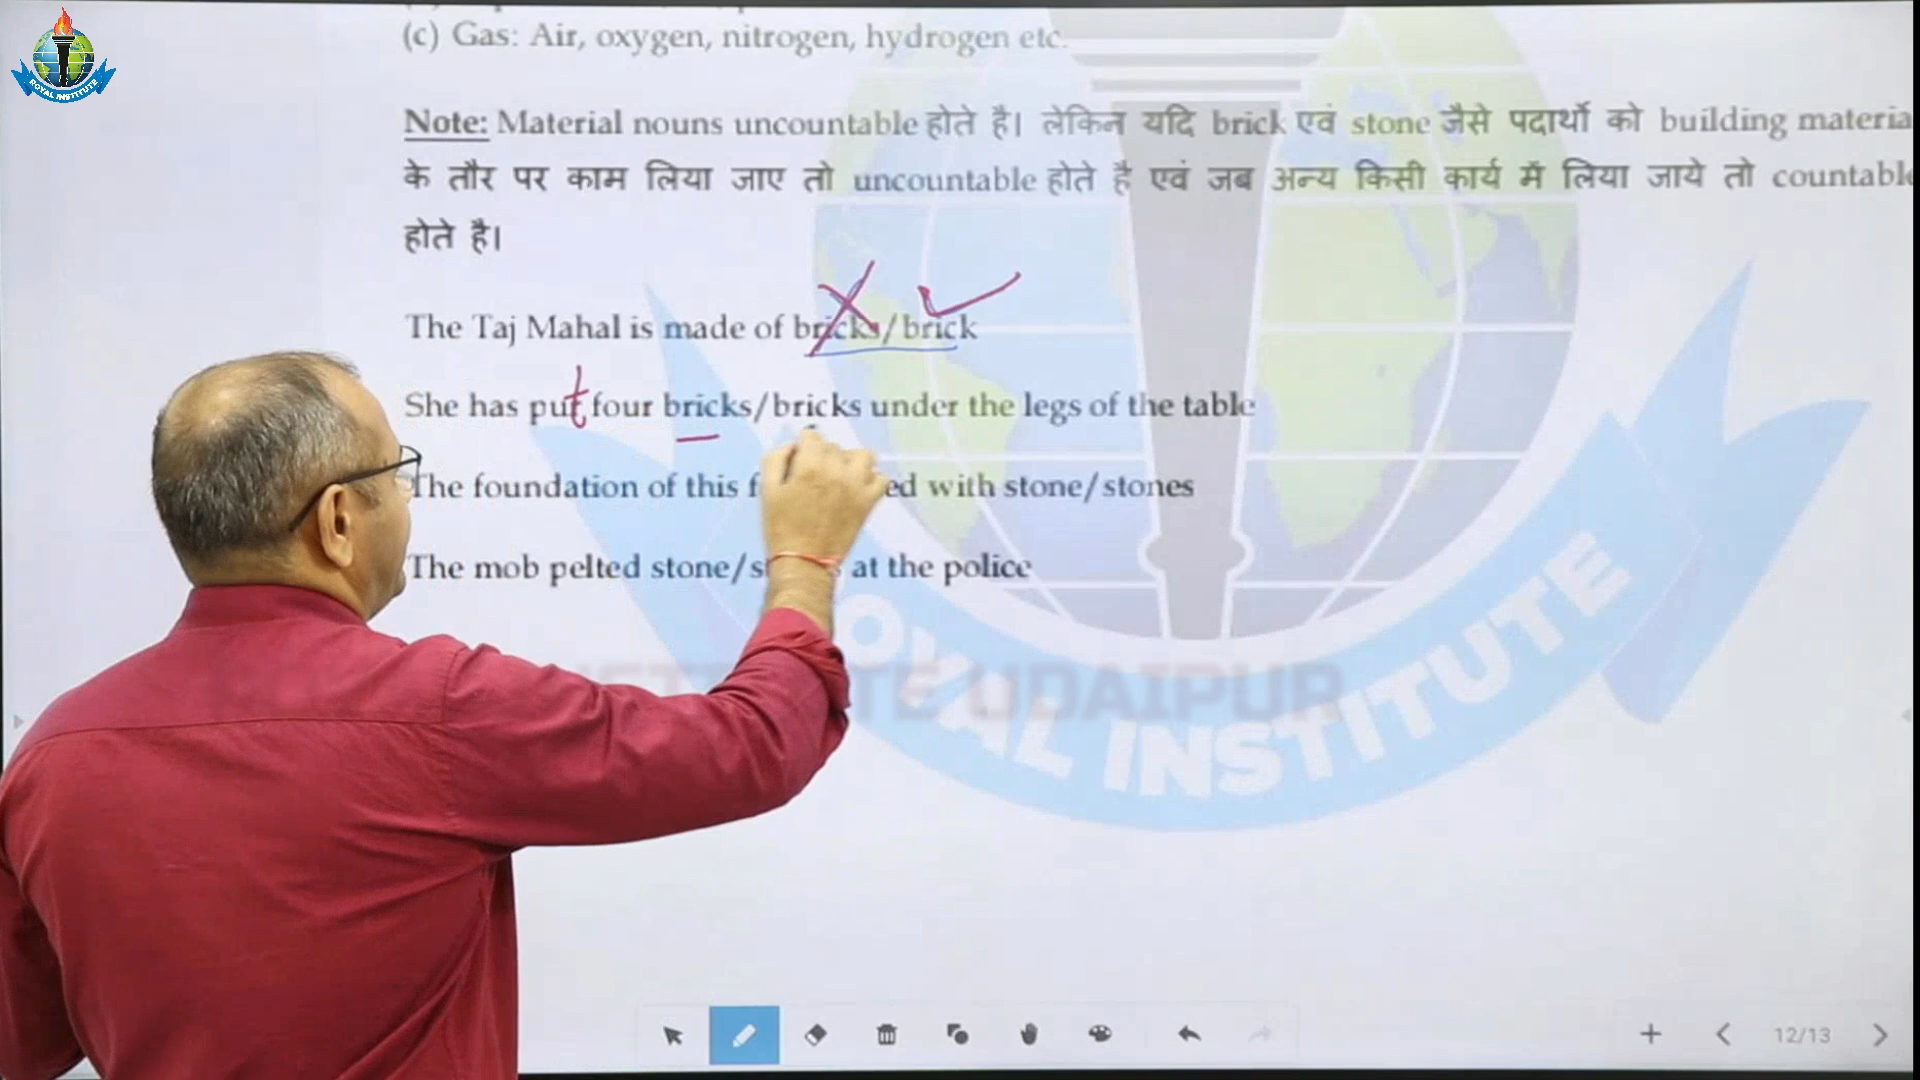 ROYAL INSTITUTE
(c) Gas: Air, oxygen, nitrogen, hydrogen etc.
Note: Material nouns uncountable होते है। लेकिन यदि brick एवं stone जैसे पदार्थो को building materia
के तौर पर काम लिया जाए तो uncountable होते है एवं जब अन्य किसी कार्य में लिया जाये तो countable
होते है।
The Taj Mahal is made of bricks/brick
She has put four bricks/bricks under the legs of the table
The foundation of this ed with stone/stones
The mob pelted stone/s at the police
UDAIPUR
ROYAL INSTITUTE
12/13